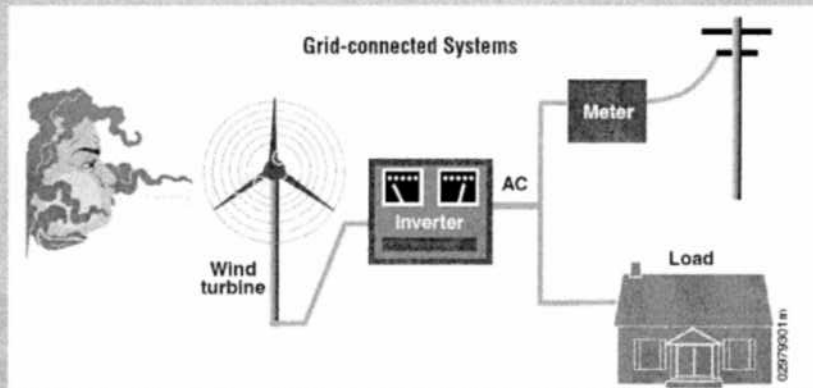 Grid-connected Systems
Meter
AC
Inverter
Wind
turbine
Load
02979301m